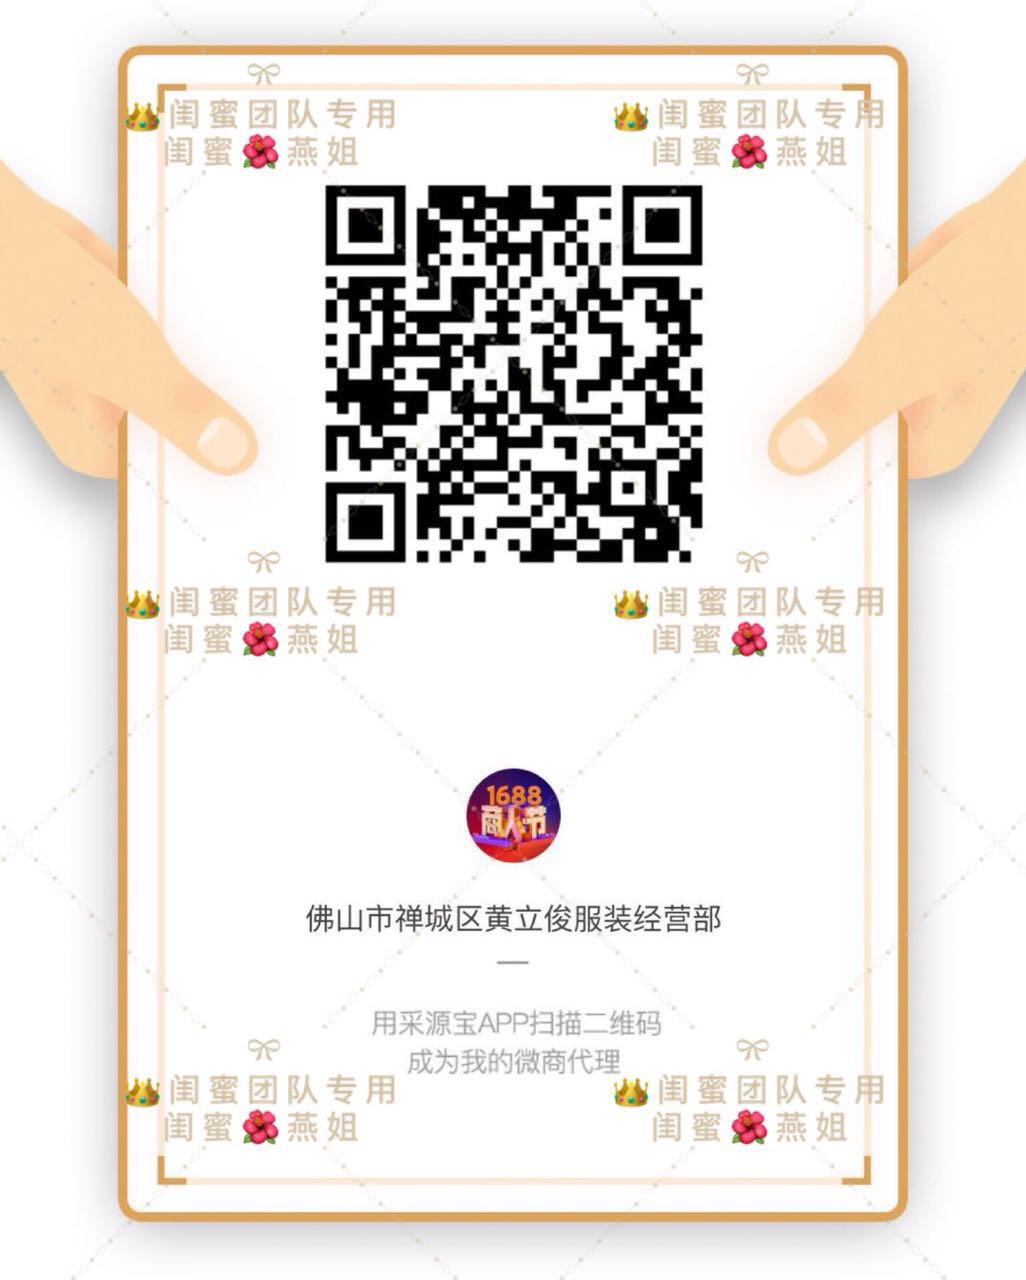 闺蜜团队专用 闺蜜团队专用
闺蜜🌺燕姐 闺蜜🌺燕姐
闺蜜团队专用 闺蜜团队专用
闺蜜🌺燕姐 闺蜜🌺燕姐
1688
商人节
佛山市禅城区黄立俊服装经营部
用采源宝APP扫描二维码
成为我的微商代理
闺蜜团队专用 闺蜜团队专用
闺蜜🌺燕姐 闺蜜🌺燕姐